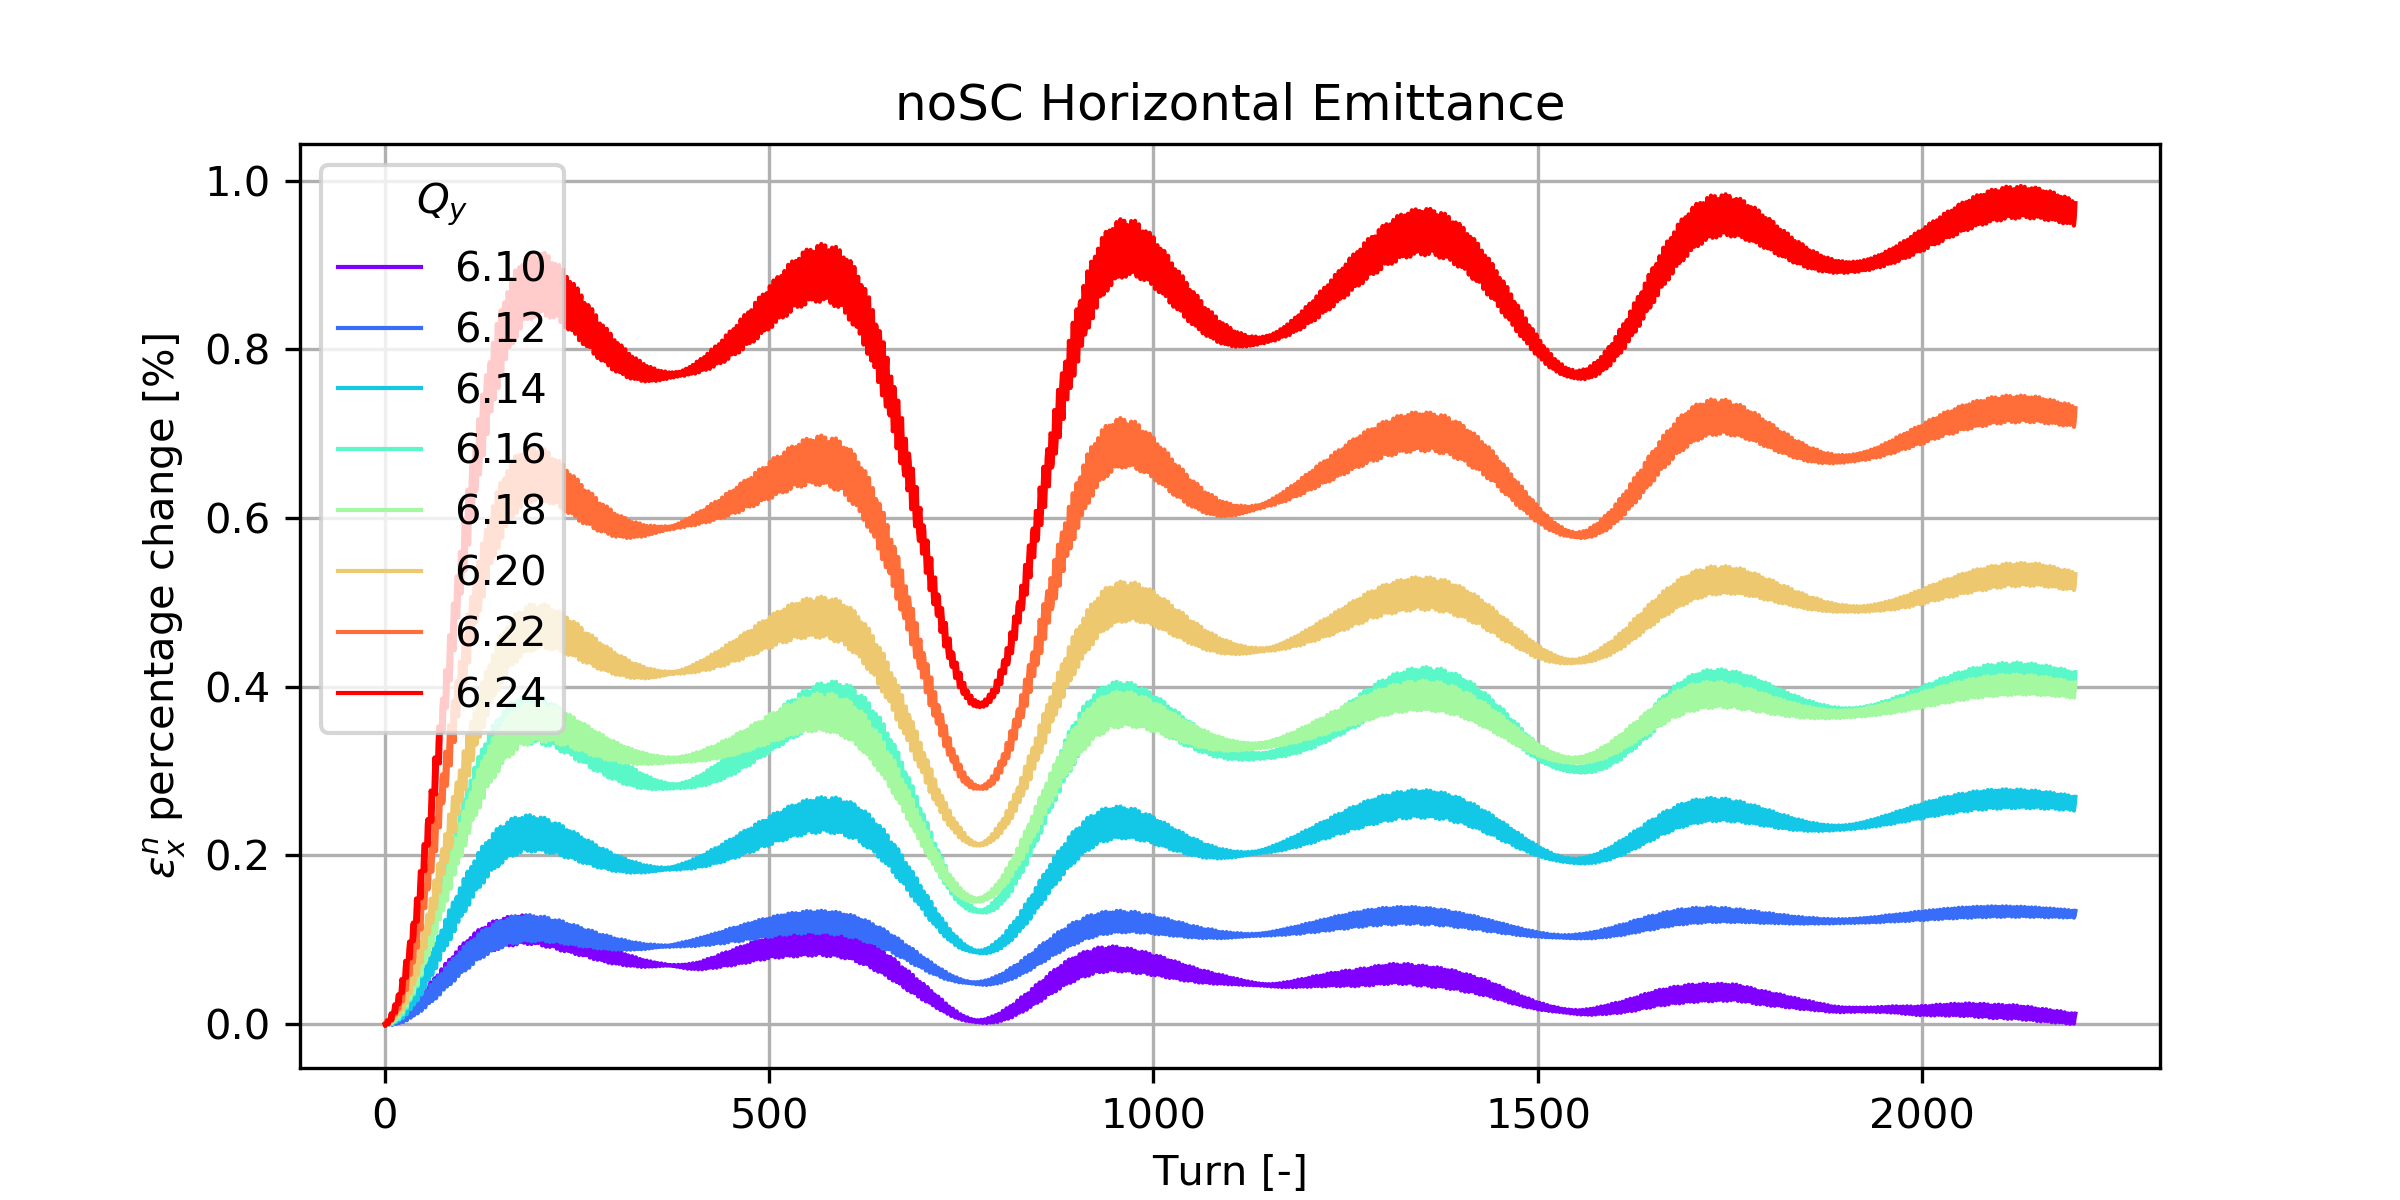 noSC Horizontal Emittance
ε_x^n percentage change [%]
1.0
0.8
0.6
0.4
0.2
0.0
Q_y
6.10
6.12
6.14
6.16
6.18
6.20
6.22
6.24
0 500 1000 1500 2000
Turn [-]